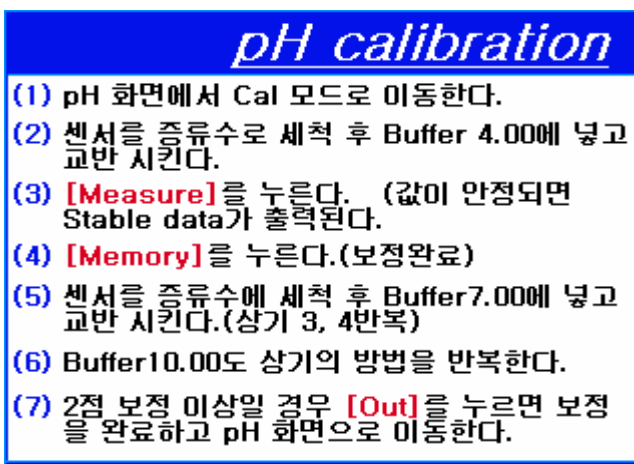 pH calibration
(1) pH 화면에서 Cal 모드로 이동한다.
(2) 센서를 증류수로 세척 후 Buffer 4.00에 넣고
교반 시킨다.
(3) [Measure]를 누른다. (값이 안정되면
Stable data가 출력된다.
(4) [Memory]를 누른다.(보정완료)
(5) 센서를 증류수에 세척 후 Buffer7.00에 넣고
교반 시킨다.(상기 3, 4반복)
(6) Buffer10.00도 상기의 방법을 반복한다.
(7) 2점 보정 이상일 경우 [Out]를 누르면 보정
을 완료하고 pH 화면으로 이동한다.